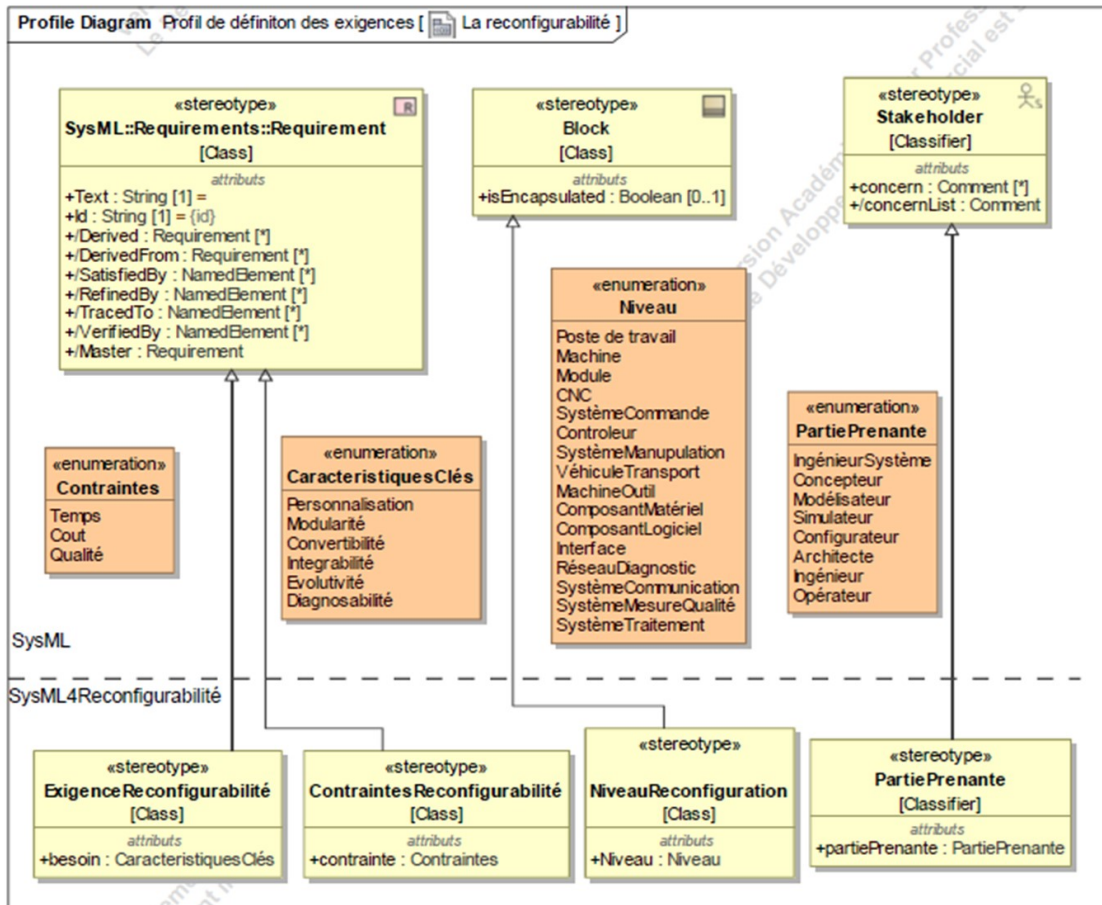 Profile Diagram Profil de définiton des exigences [ La reconfigurabilité ]
«stereotype»
SysML::Requirements::Requirement
[Class]
attributs
+Text : String [1] =
+Id : String [1] = {id}
+/Derived : Requirement [*]
+/DerivedFrom : Requirement [*]
+/SatisfiedBy : NamedElement [*]
+/RefinedBy : NamedElement [*]
+/TracedTo : NamedElement [*]
+/VerifiedBy : NamedElement [*]
+/Master : Requirement
«stereotype»
Block
[Class]
attributs
+isEncapsulated : Boolean [0..1]
«stereotype»
Stakeholder
[Classifier]
attributs
+concern : Comment [*]
+/concernList : Comment
«enumeration»
Contraintes
Temps
Cout
Qualité
«enumeration»
CaracteristiquesClés
Personnalisation
Modularité
Convertibilité
Integrabilité
Evolutivité
Diagnosabilité
«enumeration»
Niveau
Poste de travail
Machine
Module
CNC
SystèmeCommande
Controleur
SystèmeManupulation
VéhiculeTransport
MachineOutil
ComposantMatériel
ComposantLogiciel
Interface
RéseauDiagnostic
SystèmeCommunication
SystèmeMesureQualité
SystèmeTraitement
«enumeration»
PartiePrenante
IngénieurSystème
Concepteur
Modélisateur
Simulateur
Configurateur
Architecte
Ingénieur
Opérateur
SysML
SysML4Reconfigurabilité
«stereotype»
ExigenceReconfigurabilité
[Class]
attributs
+besoin : CaracteristiquesClés
«stereotype»
ContraintesReconfigurabilité
[Class]
attributs
+contrainte : Contraintes
«stereotype»
NiveauReconfiguration
[Class]
attributs
+Niveau : Niveau
«stereotype»
PartiePrenante
[Classifier]
attributs
+partiePrenante : PartiePrenante